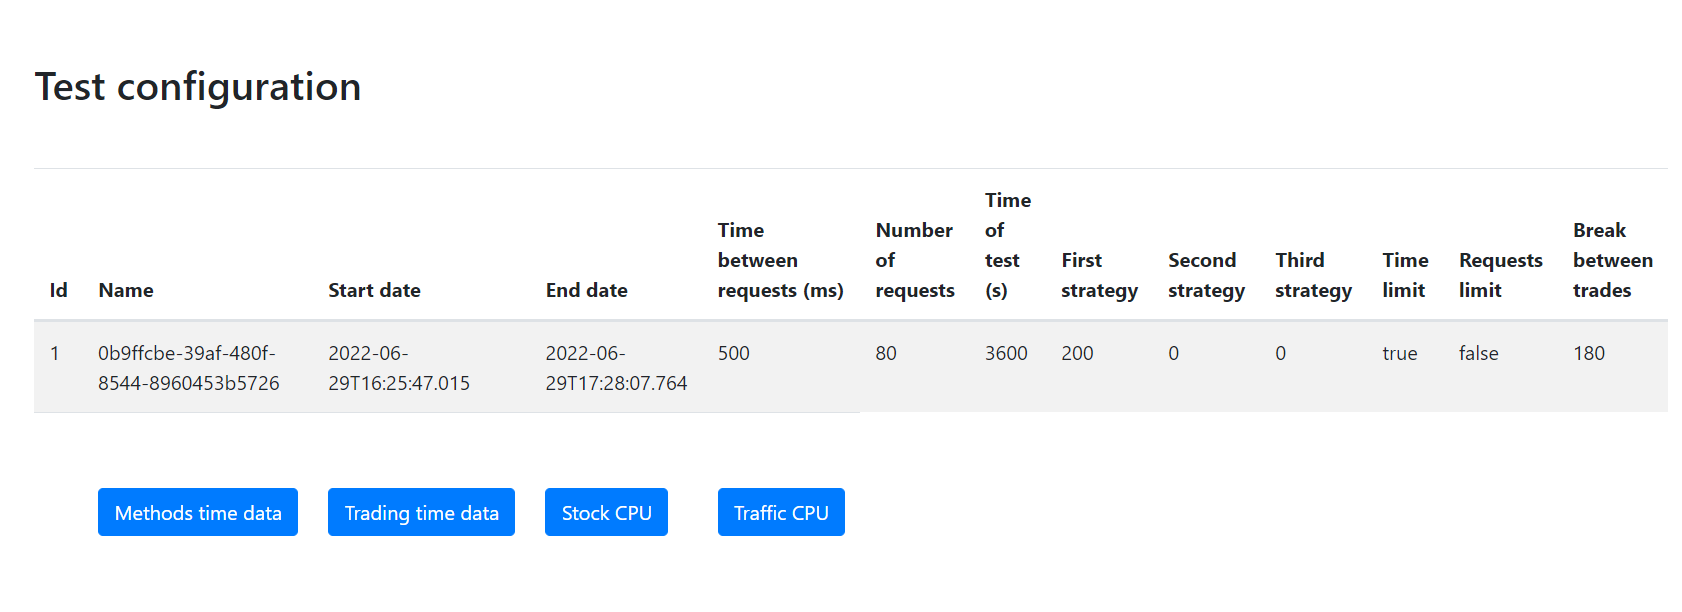 Test configuration
Id Name Start date End date Time between requests (ms) Number of requests Time of test (s) First strategy Second strategy Third strategy Time limit Requests limit Break between trades
1 0b9ffcbe-39af-480f- 2022-06- 2022-06- 500 80 3600 200 0 0 true false 180
8544-8960453b5726 29T16:25:47.015 29T17:28:07.764
Methods time data Trading time data Stock CPU Traffic CPU